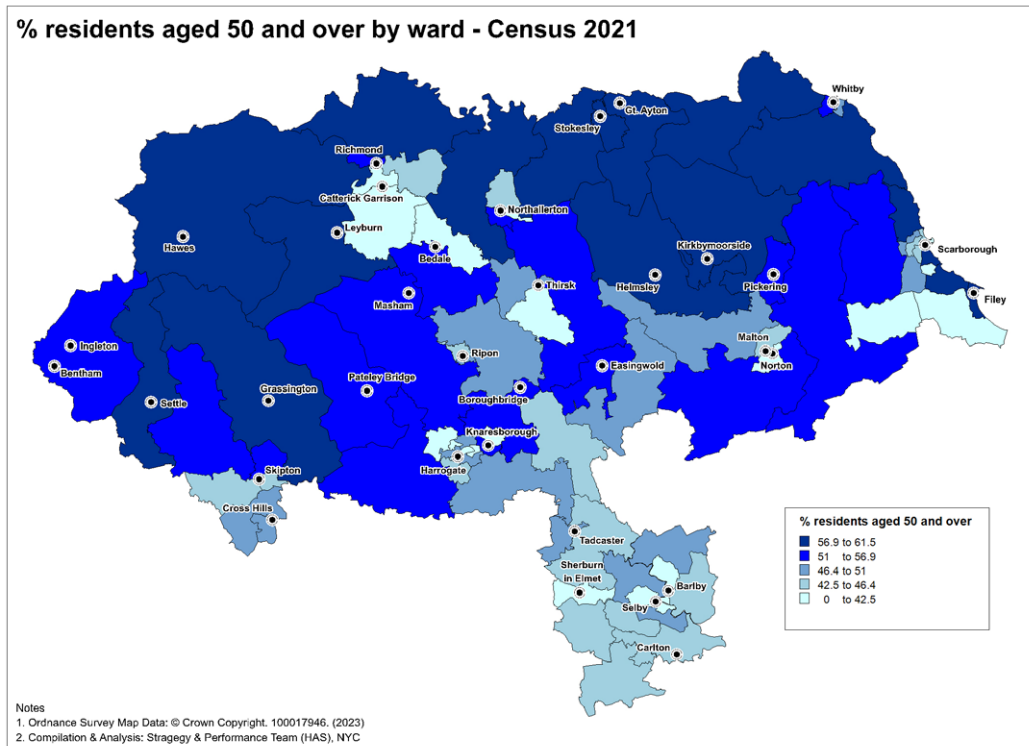 % residents aged 50 and over by ward - Census 2021
Whitby
Gt. Ayton
Stokesley
Richmond
Catterick Garrison
Northallerton
Leyburn
Hawes
Bedale
Kirkbymoorside
Scarborough
Helmsley
Pickering
Thirsk
Masham
Filey
Malton
Ingleton
Ripon
Norton
Bentham
Easingwold
Pateley Bridge
Grassington
Boroughbridge
Settle
Knaresborough
Harrogate
Skipton
Cross Hills
Tadcaster
Sherburn
in Elmet
Barlby
Selby
Carlton
% residents aged 50 and over
56.9 to 61.5
51 to 56.9
46.4 to 51
42.5 to 46.4
0 to 42.5
Notes
1. Ordnance Survey Map Data: © Crown Copyright. 100017946. (2023)
2. Compilation & Analysis: Stragegy & Performance Team (HAS), NYC